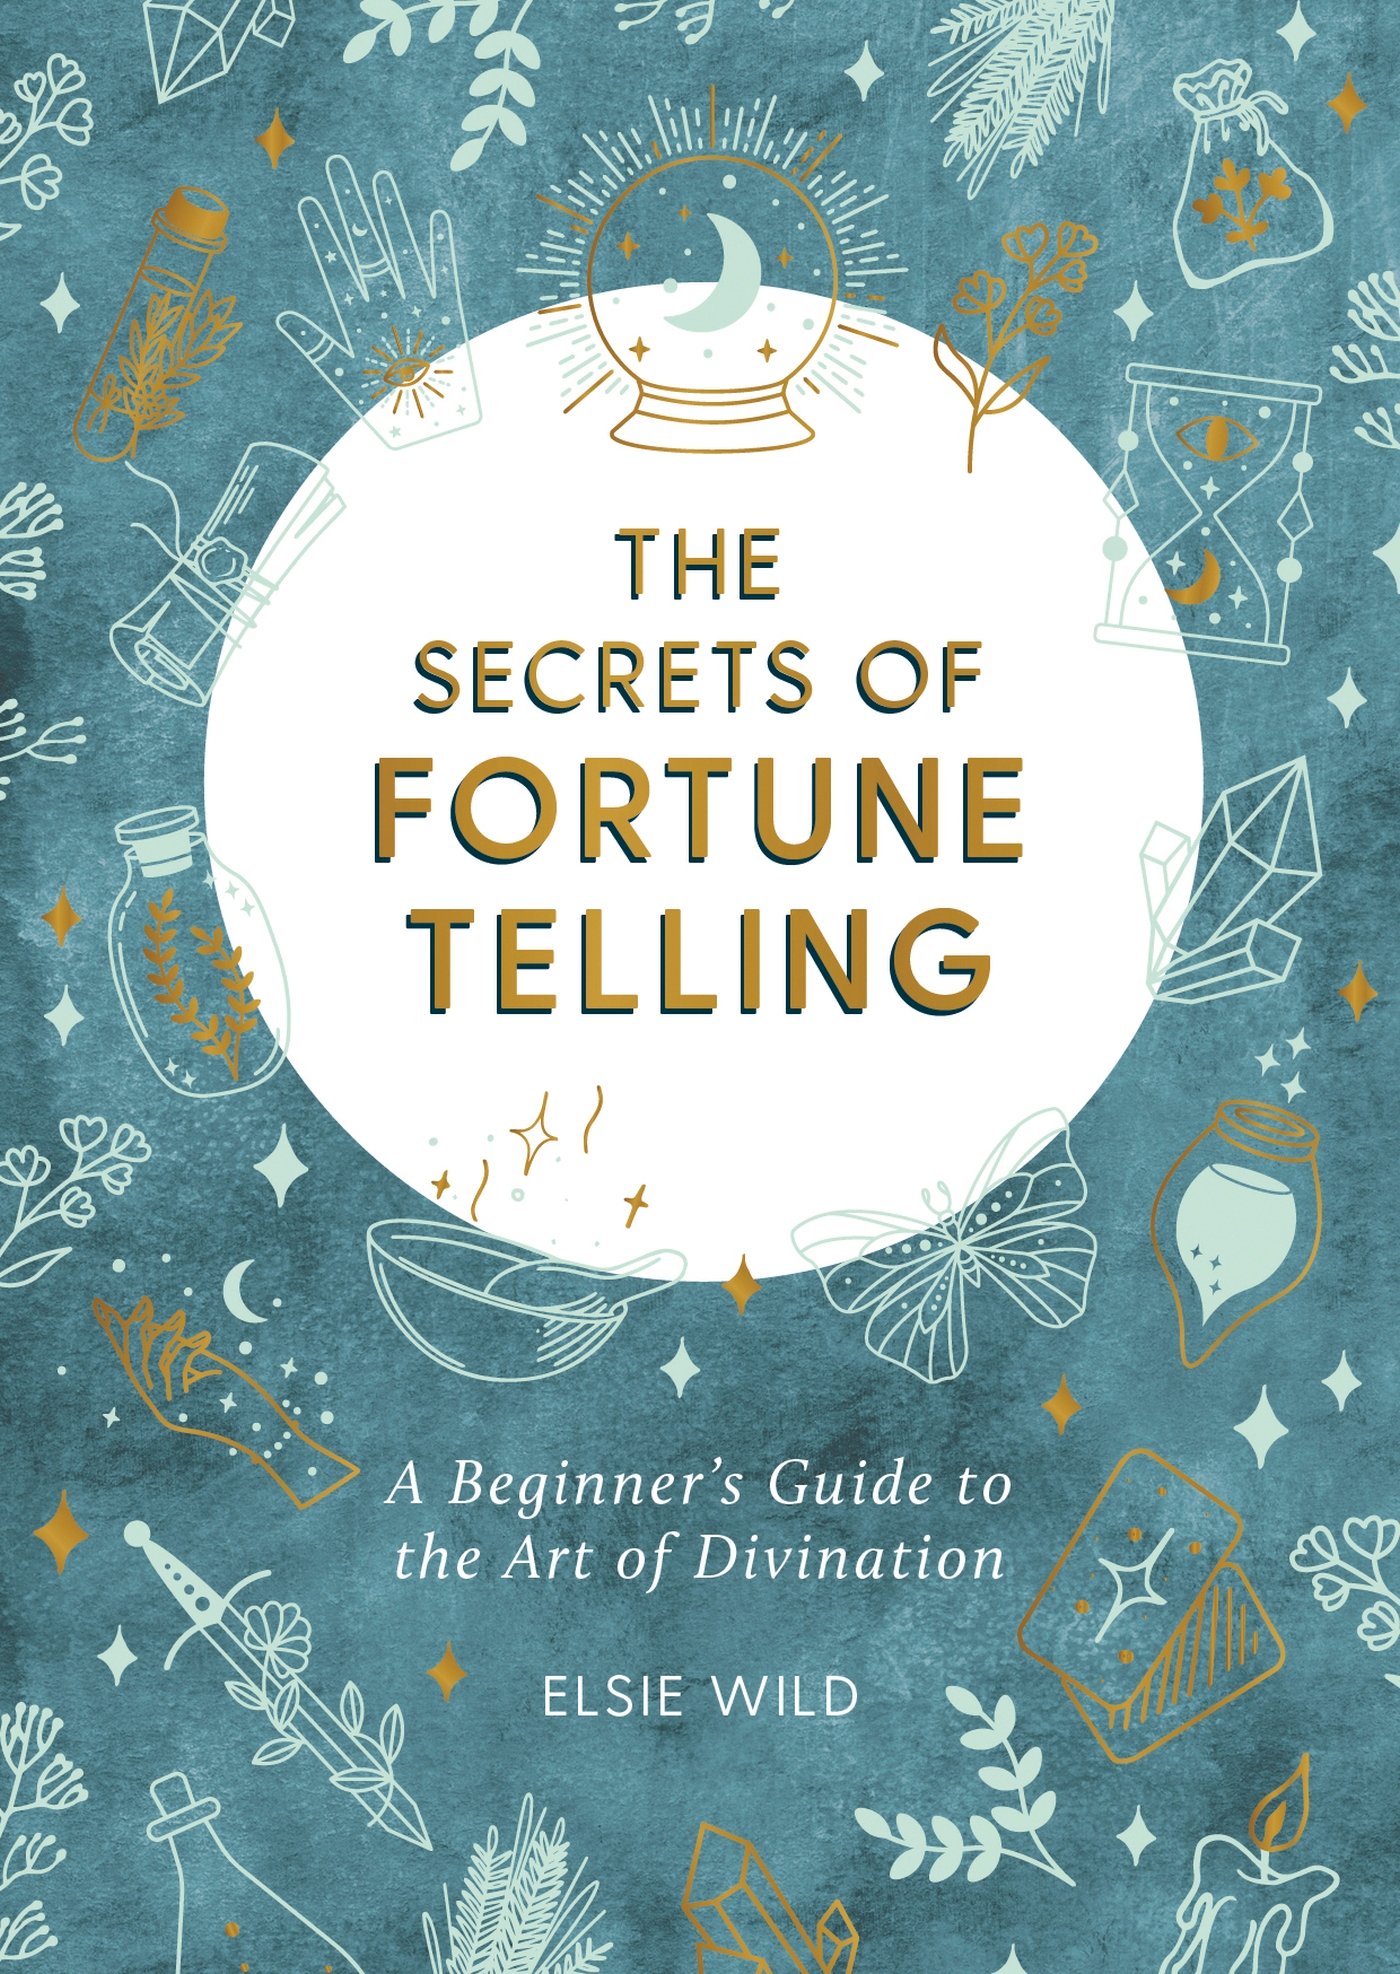 THE
SECRETS OF
FORTUNE
TELLING
A Beginner's Guide to
the Art of Divination
ELSIE WILD